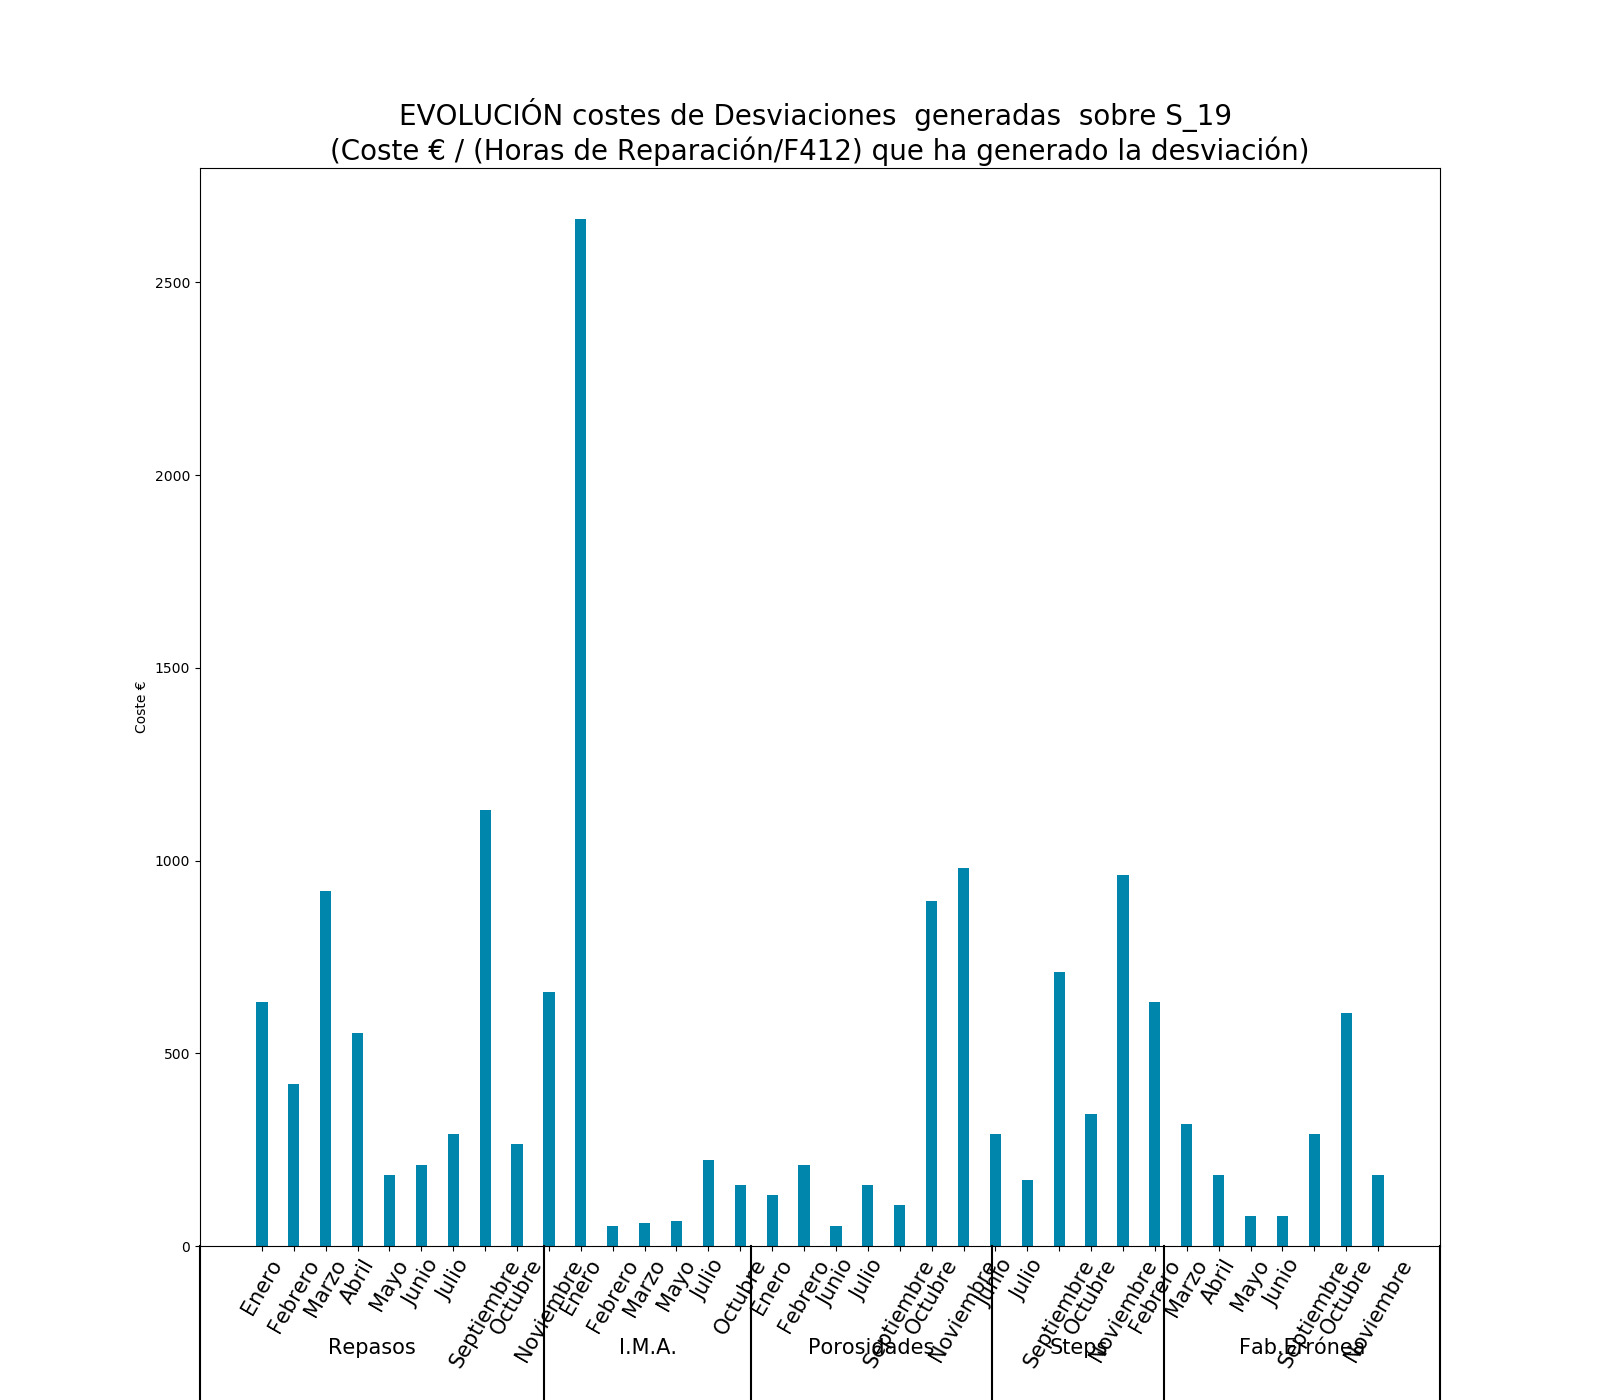 EVOLUCIÓN costes de Desviaciones  generadas  sobre S_19
(Coste € / (Horas de Reparación/F412) que ha generado la desviación)
2500
2000
1500
1000
500
0
Coste €
Enero
Febrero
Marzo
Abril
Mayo
Junio
Julio
Septiembre
Octubre
Noviembre
Enero
Febrero
Marzo
Mayo
Julio
Octubre
Enero
Febrero
Junio
Julio
Septiembre
Octubre
Noviembre
Junio
Julio
Septiembre
Octubre
Noviembre
Febrero
Marzo
Abril
Mayo
Junio
Septiembre
Octubre
Noviembre
Repasos
I.M.A.
Porosidades
Steps
Fab.Errónea